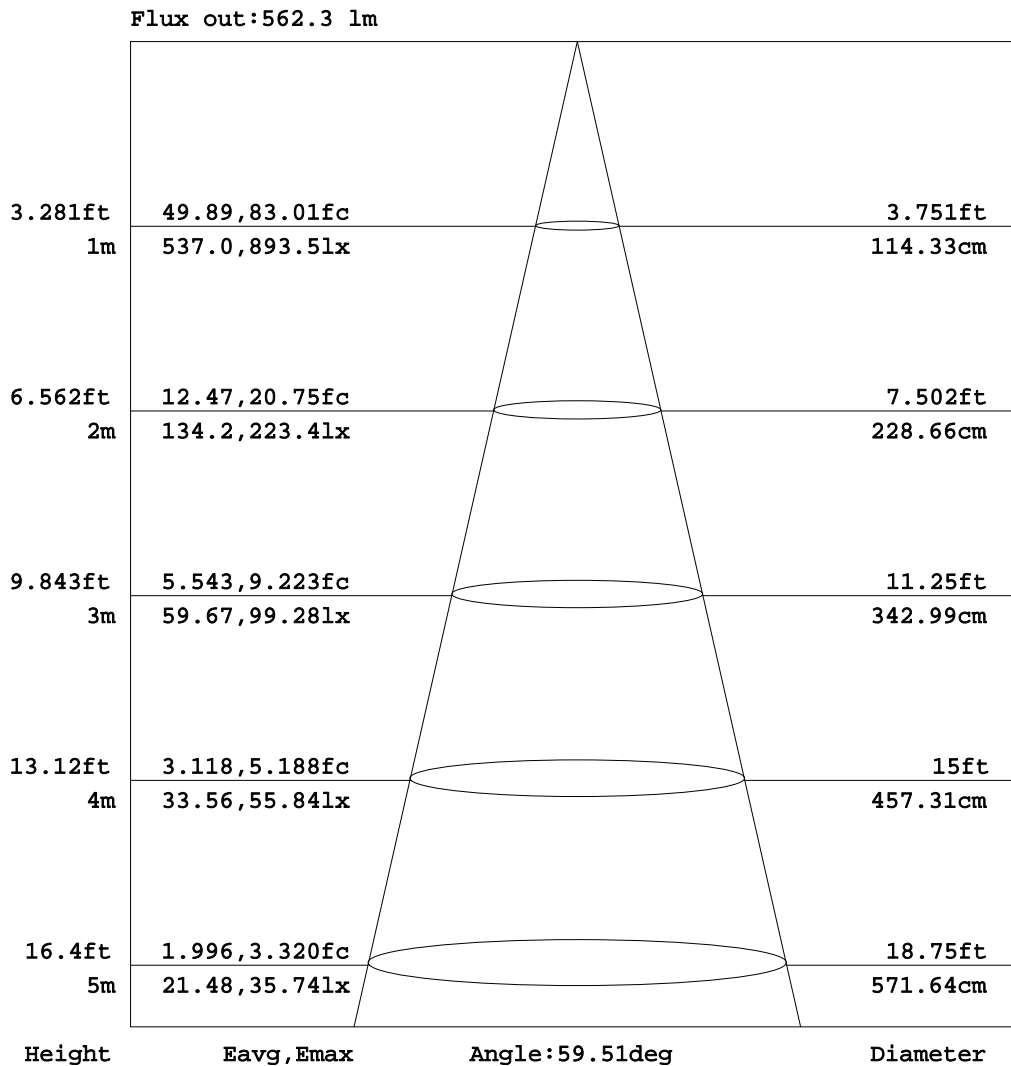 Flux out:562.3 lm
3.281ft 49.89,83.01fc 3.751ft
1m 537.0,893.5lx 114.33cm
6.562ft 12.47,20.75fc 7.502ft
2m 134.2,223.4lx 228.66cm
9.843ft 5.543,9.223fc 11.25ft
3m 59.67,99.28lx 342.99cm
13.12ft 3.118,5.188fc 15ft
4m 33.56,55.84lx 457.31cm
16.4ft 1.996,3.320fc 18.75ft
5m 21.48,35.74lx 571.64cm
Height Eavg,Emax Angle:59.51deg Diameter